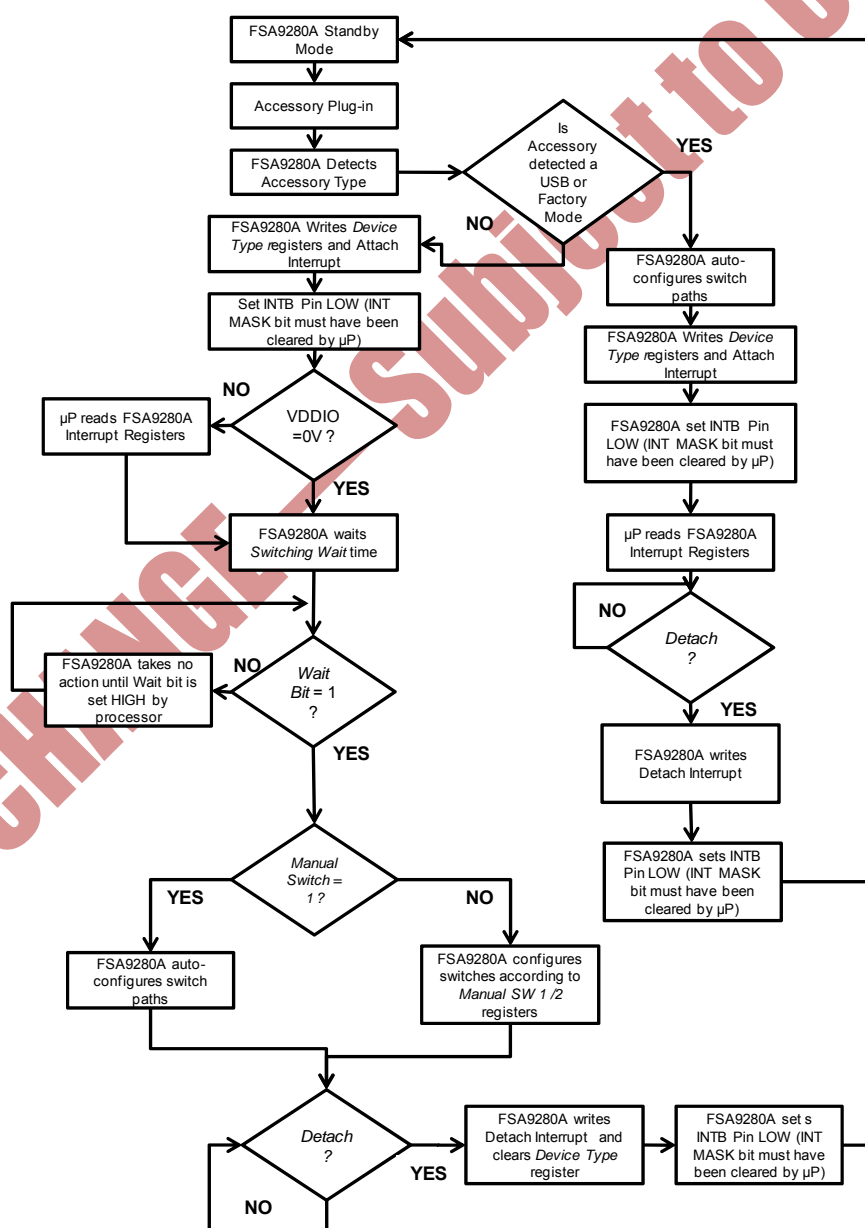 FSA9280A Standby
Mode
Accessory Plug-in
FSA9280A Detects
Accessory Type
Is
Accessory
detected a
USB or
Factory
Mode
YES
NO
FSA9280A Writes Device
Type registers and Attach
Interrupt
Set INTB Pin LOW (INT
MASK bit must have been
cleared by µP)
NO
VDDIO
=0V ?
µP reads FSA9280A
Interrupt Registers
YES
FSA9280A waits
Switching Wait time
FSA9280A takes no
action until Wait bit is
set HIGH by
processor
NO
Wait
Bit = 1
?
YES
Manual
Switch =
1 ?
YES
NO
FSA9280A auto-
configures switch
paths
FSA9280A configures
switches according to
Manual SW 1 /2
registers
Detach
?
NO
YES
FSA9280A writes
Detach Interrupt and
clears Device Type
register
FSA9280A set s
INTB Pin LOW (INT
MASK bit must have
been cleared by µP)
FSA9280A auto-
configures switch
paths
FSA9280A Writes Device
Type registers and Attach
Interrupt
FSA9280A set INTB Pin
LOW (INT MASK bit must
have been cleared by µP)
µP reads FSA9280A
Interrupt Registers
NO
Detach
?
YES
FSA9280A writes
Detach Interrupt
FSA9280A sets INTB
Pin LOW (INT MASK
bit must have been
cleared by µP)
CHANGE — Subject to